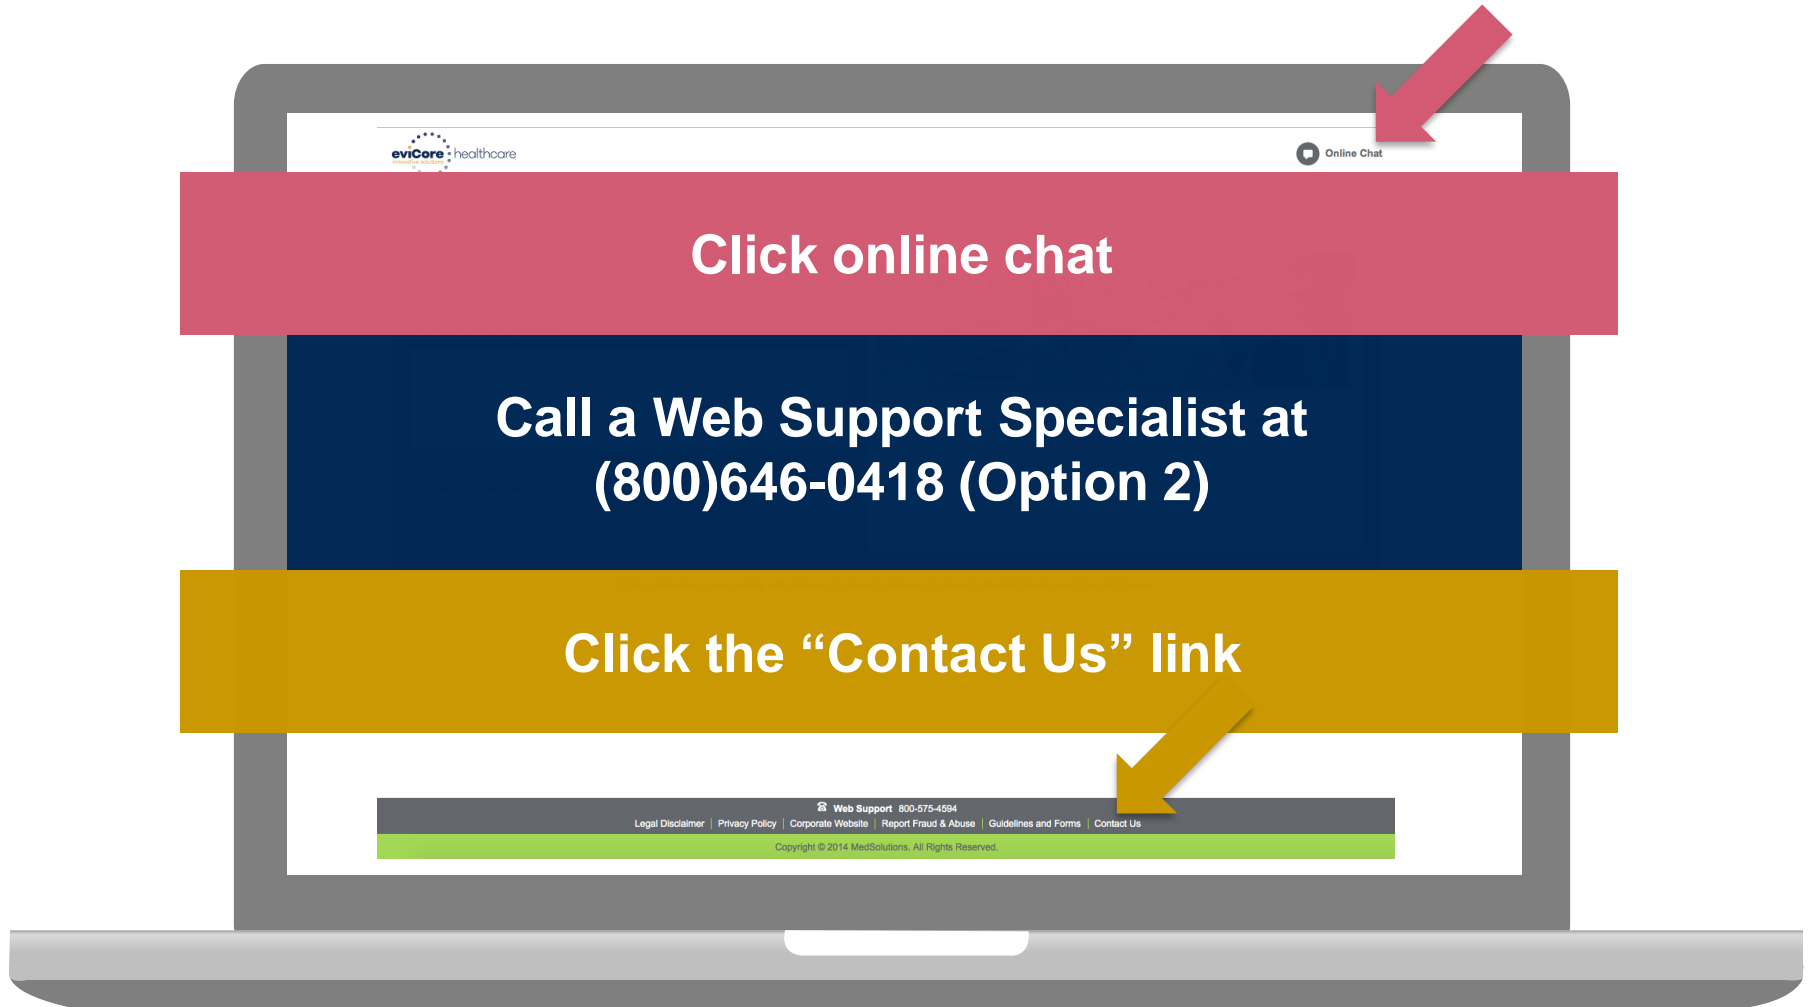 eviCore healthcare
innovative solutions
Online Chat
Click online chat
Call a Web Support Specialist at
(800)646-0418 (Option 2)
Click the “Contact Us” link
Web Support 800-575-4594
Legal Disclaimer | Privacy Policy | Corporate Website | Report Fraud & Abuse | Guidelines and Forms | Contact Us
Copyright © 2014 MedSolutions. All Rights Reserved.